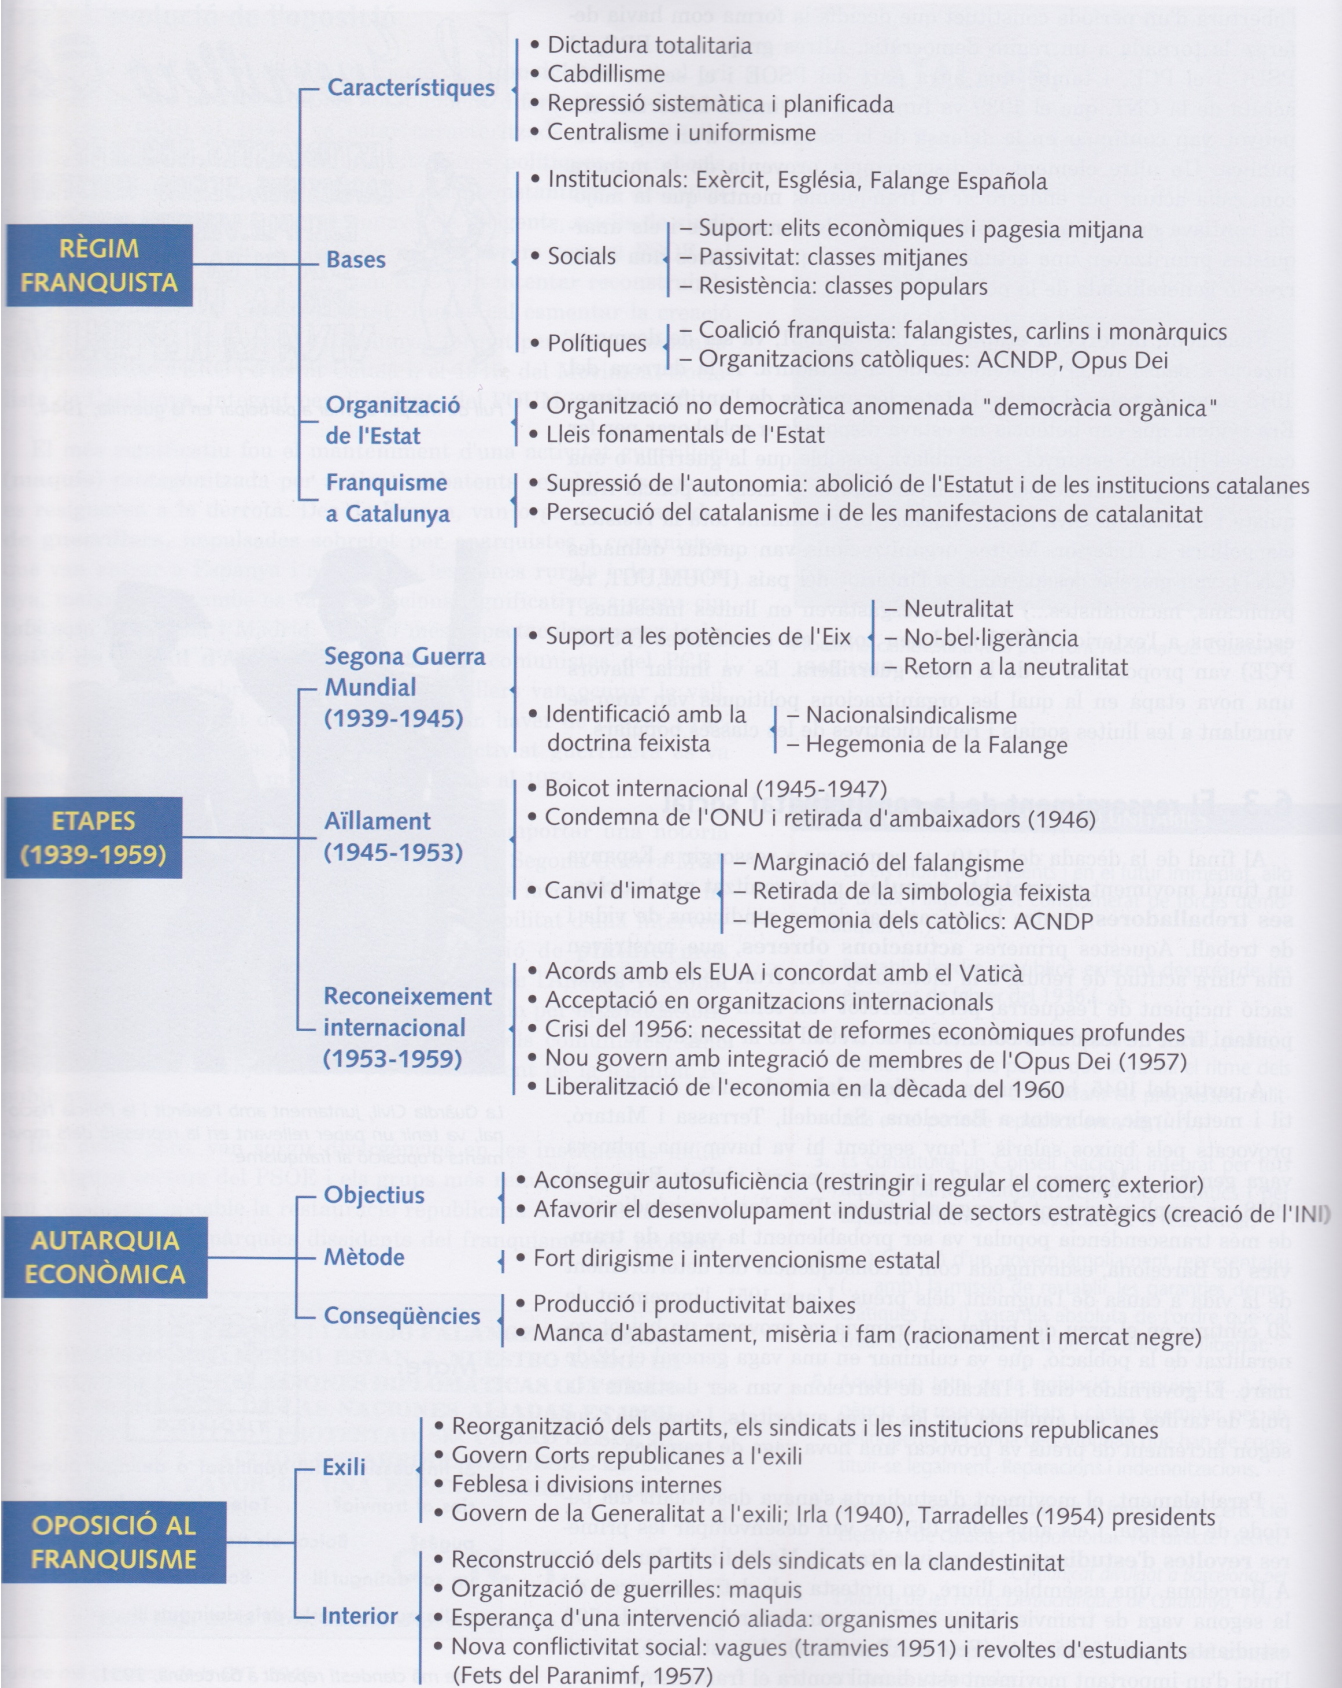 RÈGIM
FRANQUISTA
Característiques
• Dictadura totalitaria
• Cabdillisme
• Repressió sistemàtica i planificada
• Centralisme i uniformisme
Bases
• Institucionals: Exèrcit, Església, Falange Española
• Socials
– Suport: elits econòmiques i pagesia mitjana
– Passivitat: classes mitjanes
– Resistència: classes populars
• Polítiques
– Coalició franquista: falangistes, carlins i monàrquics
– Organitzacions catòliques: ACNDP, Opus Dei
Organització
de l'Estat
• Organització no democràtica anomenada "democràcia orgànica"
• Lleis fonamentals de l'Estat
Franquisme
a Catalunya
• Supressió de l'autonomia: abolició de l'Estatut i de les institucions catalanes
• Persecució del catalanisme i de les manifestacions de catalanitat
ETAPES
(1939-1959)
Segona Guerra
Mundial
(1939-1945)
• Suport a les potències de l'Eix
– Neutralitat
– No-bel·ligerància
– Retorn a la neutralitat
• Identificació amb la
doctrina feixista
– Nacionalsindicalisme
– Hegemonia de la Falange
Aïllament
(1945-1953)
• Boicot internacional (1945-1947)
• Condemna de l'ONU i retirada d'ambaixadors (1946)
• Canvi d'imatge
– Marginació del falangisme
– Retirada de la simbologia feixista
– Hegemonia dels catòlics: ACNDP
Reconeixement
internacional
(1953-1959)
• Acords amb els EUA i concordat amb el Vaticà
• Acceptació en organitzacions internacionals
• Crisi del 1956: necessitat de reformes econòmiques profundes
• Nou govern amb integració de membres de l'Opus Dei (1957)
• Liberalització de l'economia en la dècada del 1960
AUTARQUIA
ECONÒMICA
Objectius
• Aconseguir autosuficiència (restringir i regular el comerç exterior)
• Afavorir el desenvolupament industrial de sectors estratègics (creació de l'INI)
Mètode
• Fort dirigisme i intervencionisme estatal
Conseqüències
• Producció i productivitat baixes
• Manca d'abastament, misèria i fam (racionament i mercat negre)
OPOSICIÓ AL
FRANQUISME
Exili
• Reorganització dels partits, els sindicats i les institucions republicanes
• Govern i Corts republicanes a l'exili
• Feblesa i divisions internes
• Govern de la Generalitat a l'exili; Irla (1940), Tarradelles (1954) presidents
Interior
• Reconstrucció dels partits i dels sindicats en la clandestinitat
• Organització de guerrilles: maquis
• Esperança d'una intervenció aliada: organismes unitaris
• Nova conflictivitat social: vagues (tramvies 1951) i revoltes d'estudiants
(Fets del Paranimf, 1957)